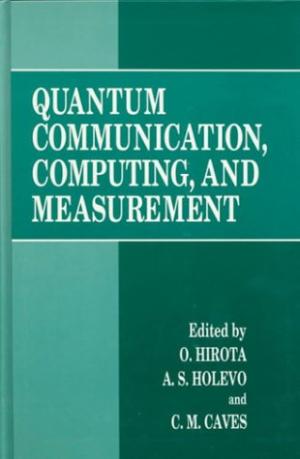 QUANTUM
COMMUNICATION,
COMPUTING, AND
MEASUREMENT
Edited by
O. HIROTA
A. S. HOLEVO
and
C. M. CAVES